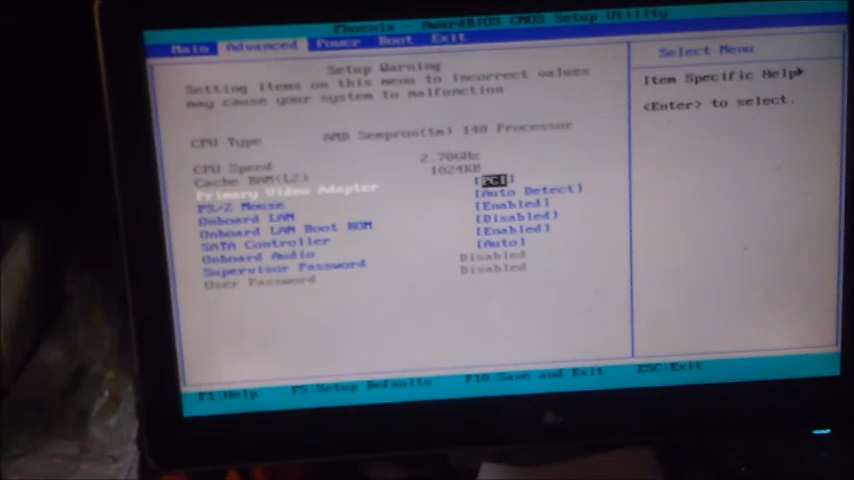 Phoenix - AwardBIOS CMOS Setup Utility
Main Advanced Power Boot Exit
Setup Warning
Setting items on this menu to incorrect values
may cause your system to malfunction
CPU Type AMD Sempron(tm) 140 Processor
CPU Speed 2.70GHz
Cache RAM(L2) 1024KB
Primary Video Adapter [PCI]
PS/2 Mouse [Auto Detect]
Onboard LAN [Enabled]
Onboard LAN Boot ROM [Disabled]
SATA Controller [Enabled]
Onboard Audio [Auto]
Supervisor Password Disabled
User Password Disabled
Select Menu
Item Specific Help
<Enter> to select.
F1:Help F5:Setup Defaults F10:Save and Exit ESC:Exit